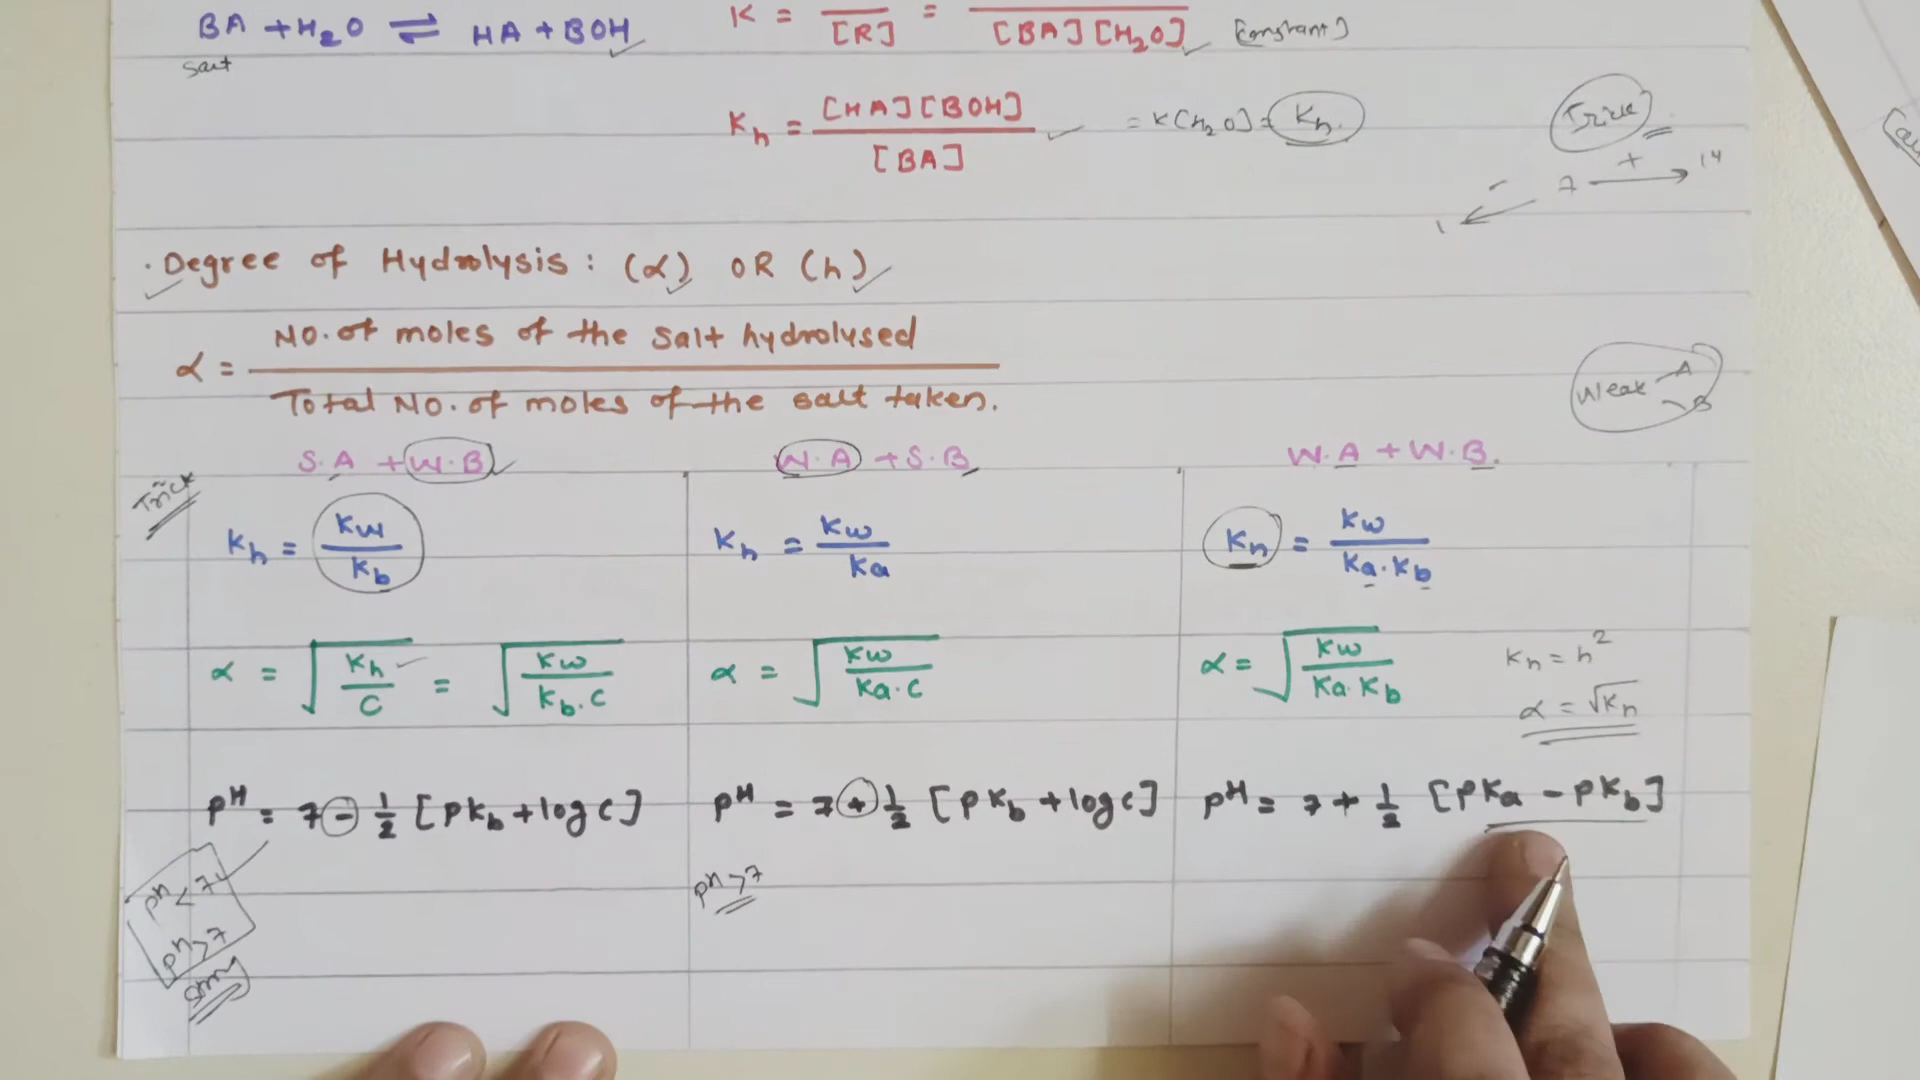 BA + H2O ⇌ HA + BOH
K = [R] = [BA][H2O] [constant]
Salt
Kh = [HA][BOH] / [BA] = K[H2O] = Kh
Trick
- 7 + 14
1
. Degree of Hydrolysis : (α) OR (h)
α = No. of moles of the salt hydrolysed / Total No. of moles of the salt taken.
Weak A B
S.A + W.B W.A + S.B W.A + W.B.
Trick
Kh = Kw / Kb Kh = Kw / Ka Kh = Kw / Ka.Kb
α = √(Kh / C) = √(Kw / Kb.C) α = √(Kw / Ka.C) α = √(Kw / Ka.Kb)
Kh = h²
α = √Kh
pH = 7 - 1/2 [PKb + log C] pH = 7 + 1/2 [PKb + log C] pH = 7 + 1/2 [PKa - PKb]
pH < 7
pH > 7
pH > 7